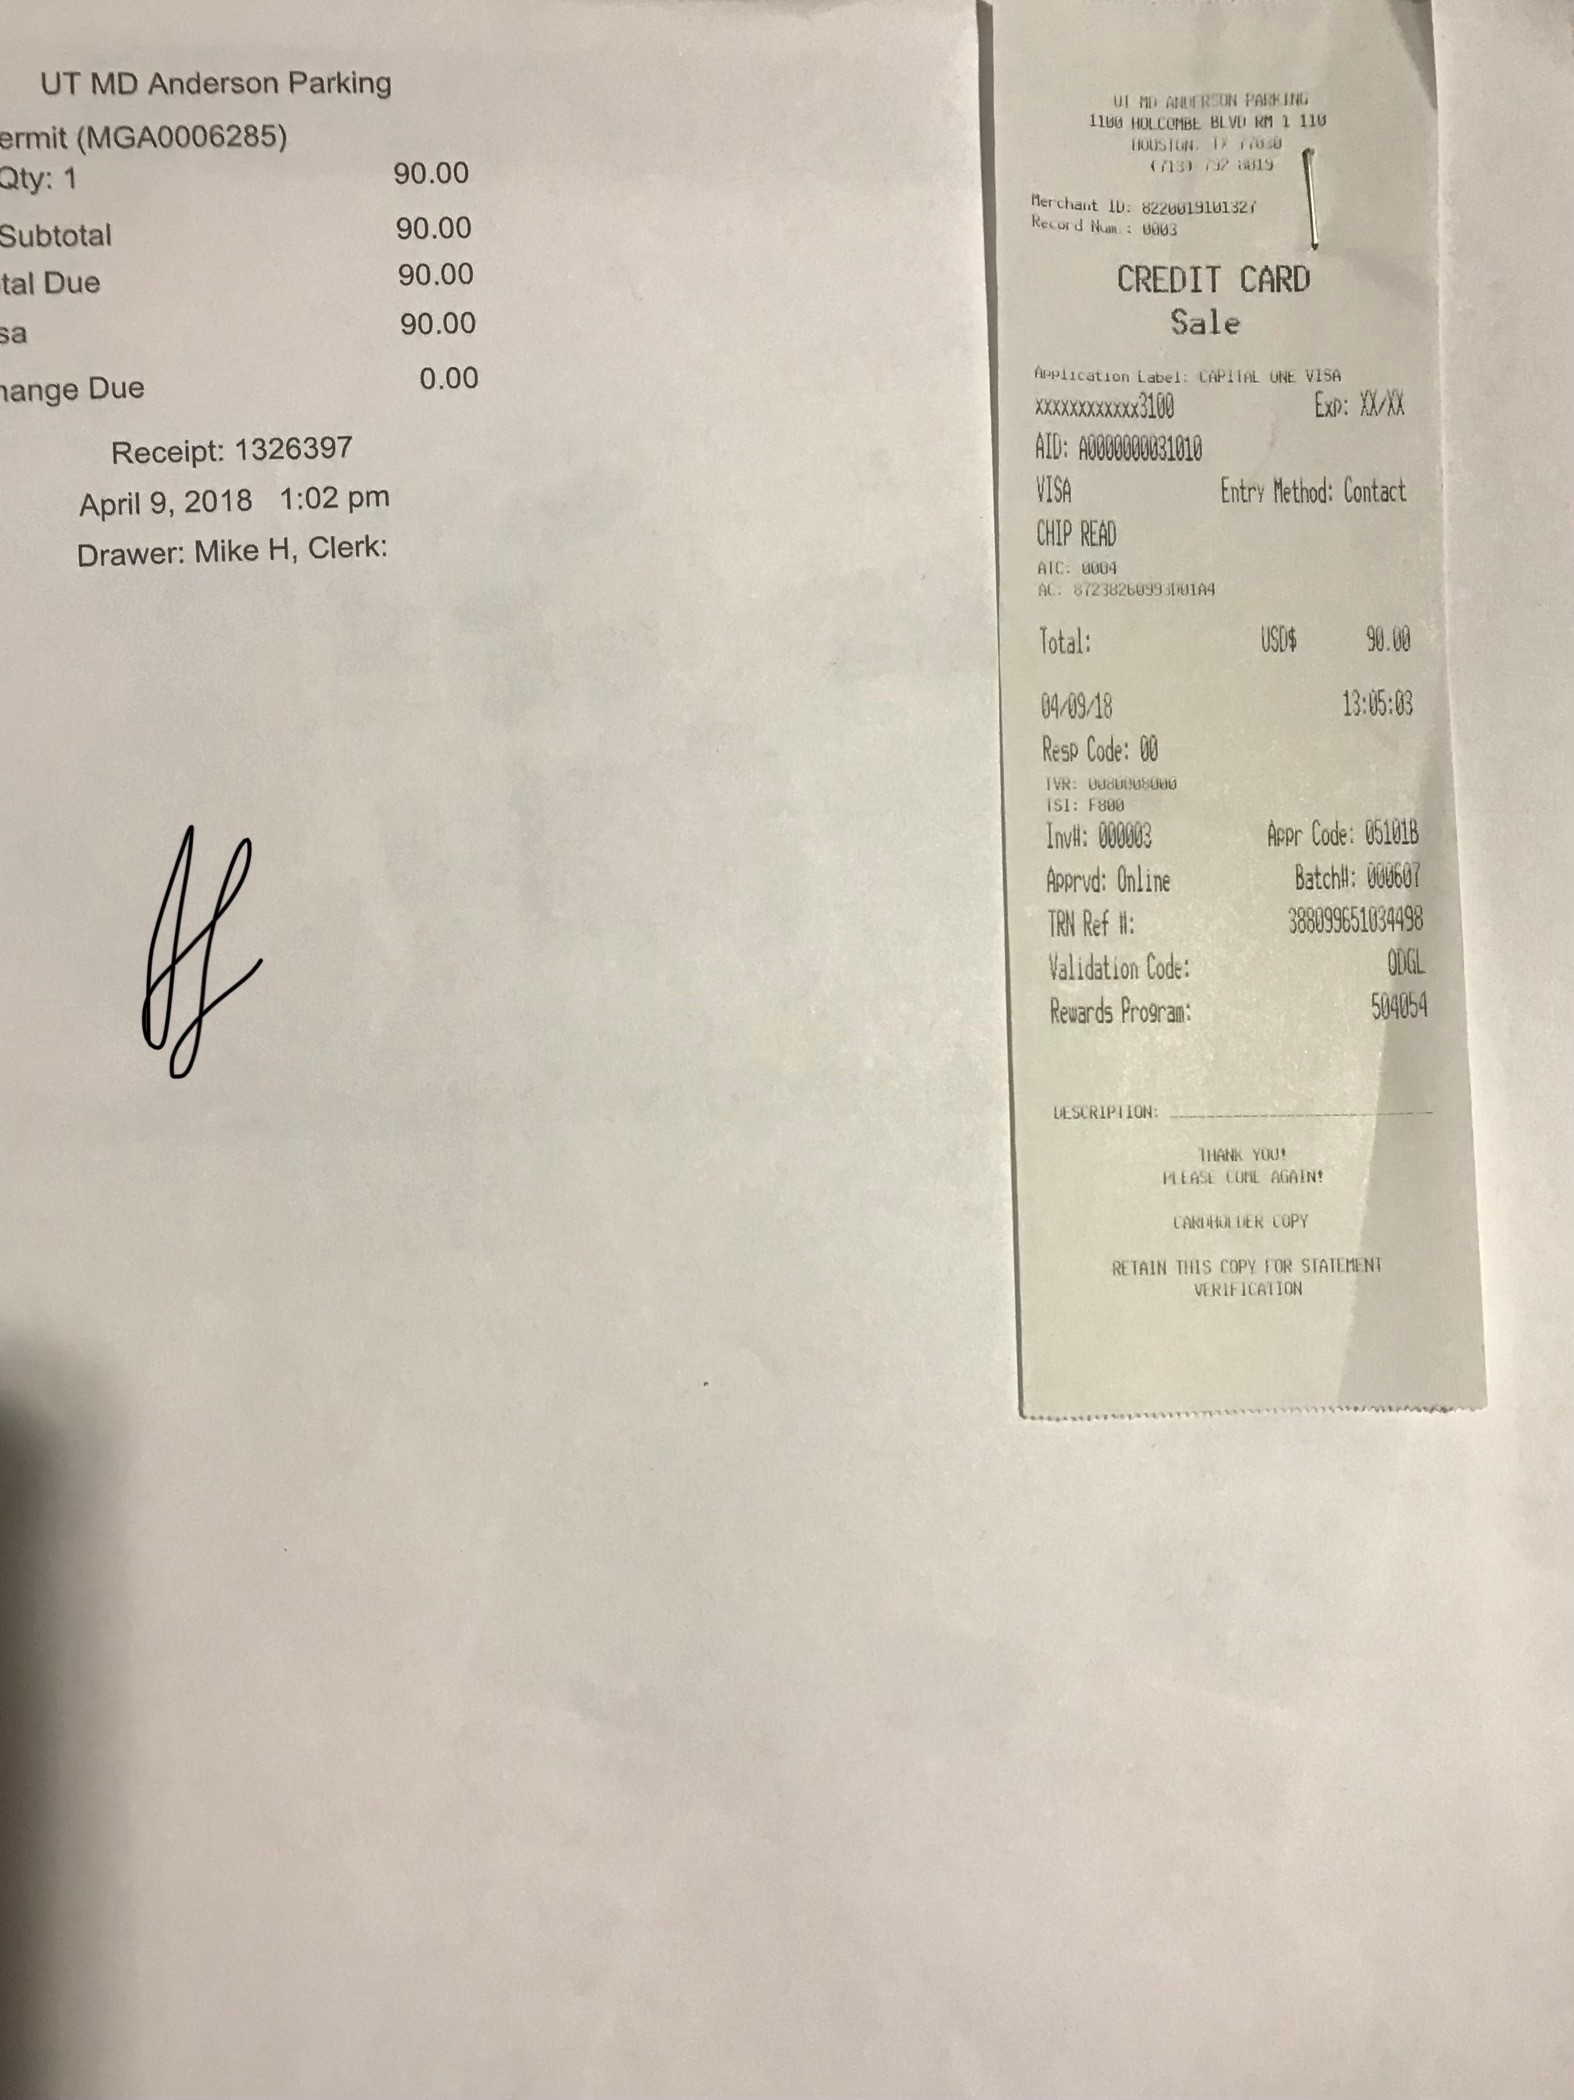 UT MD Anderson Parking
ermit (MGA0006285)
Qty: 1 90.00
Subtotal 90.00
tal Due 90.00
sa 90.00
hange Due 0.00
Receipt: 1326397
April 9, 2018 1:02 pm
Drawer: Mike H, Clerk:
UT MD ANDERSON PARKING
1100 HOLCOMBE BLVD RM 1 110
HOUSTON, TX 77030
(713) 792 8019
Merchant ID: 8220019101327
Record Num.: 0003
CREDIT CARD
Sale
Application Label: CAPITAL ONE VISA
XXXXXXXXXXXX3100 Exp: XX/XX
AID: A0000000031010
VISA Entry Method: Contact
CHIP READ
ATC: 0004
AC: 87238260993D01A4
Total: USD$ 90.00
04/09/18 13:05:03
Resp Code: 00
TVR: 0080008000
TSI: F800
Inv#: 000003 Appr Code: 05101B
Apprvd: Online Batch#: 000607
TRN Ref #: 388099651034498
Validation Code: QDGL
Rewards Program: 504054
DESCRIPTION:
THANK YOU!
PLEASE COME AGAIN!
CARDHOLDER COPY
RETAIN THIS COPY FOR STATEMENT
VERIFICATION